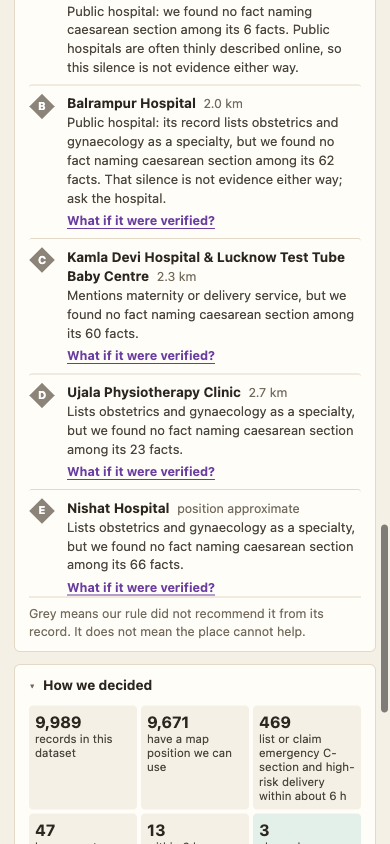 Public hospital: we found no fact naming
caesarean section among its 6 facts. Public
hospitals are often thinly described online, so
this silence is not evidence either way.
B
Balrampur Hospital 2.0 km
Public hospital: its record lists obstetrics and
gynaecology as a specialty, but we found no
fact naming caesarean section among its 62
facts. That silence is not evidence either way;
ask the hospital.
What if it were verified?
C
Kamla Devi Hospital & Lucknow Test Tube
Baby Centre 2.3 km
Mentions maternity or delivery service, but we
found no fact naming caesarean section among
its 60 facts.
What if it were verified?
D
Ujala Physiotherapy Clinic 2.7 km
Lists obstetrics and gynaecology as a specialty,
but we found no fact naming caesarean section
among its 23 facts.
What if it were verified?
E
Nishat Hospital position approximate
Lists obstetrics and gynaecology as a specialty,
but we found no fact naming caesarean section
among its 66 facts.
What if it were verified?
Grey means our rule did not recommend it from its
record. It does not mean the place cannot help.
▾ How we decided
9,989
records in this
dataset
9,671
have a map
position we can
use
469
list or claim
emergency C-
section and high-
risk delivery
within about 6 h
47
13
3